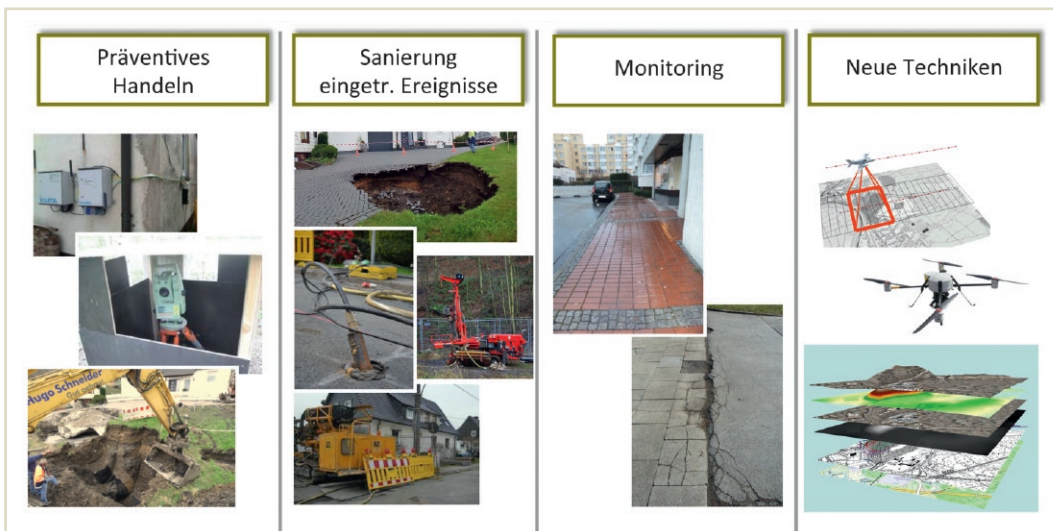 Präventives
Handeln
Sanierung
eingetr. Ereignisse
Monitoring
Neue Techniken
Hugo Schneider